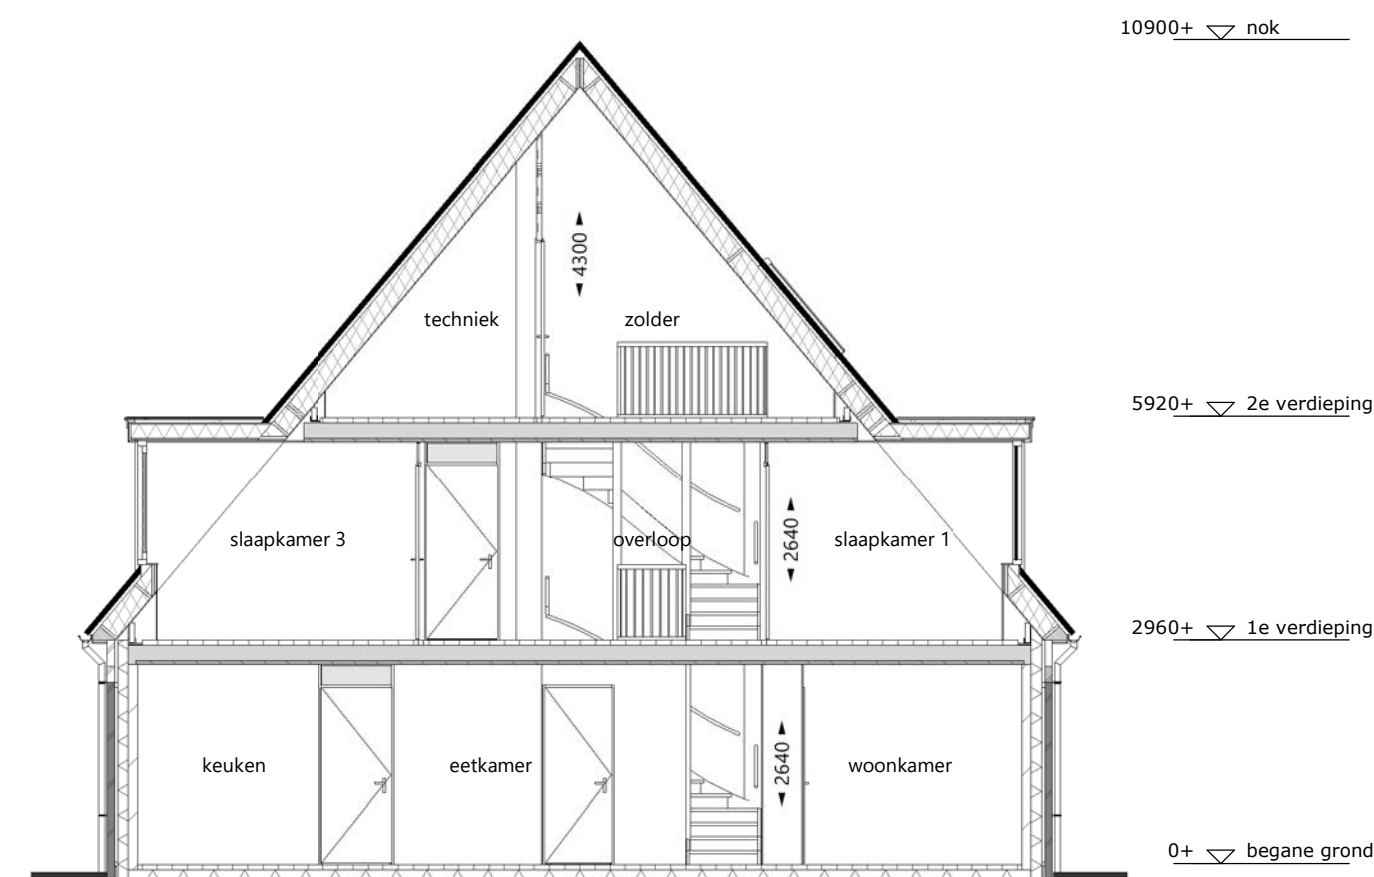 10900+ nok
4300
techniek
zolder
5920+ 2e verdieping
slaapkamer 3
overloop
2640
slaapkamer 1
2960+ 1e verdieping
keuken
eetkamer
2640
woonkamer
0+ begane grond